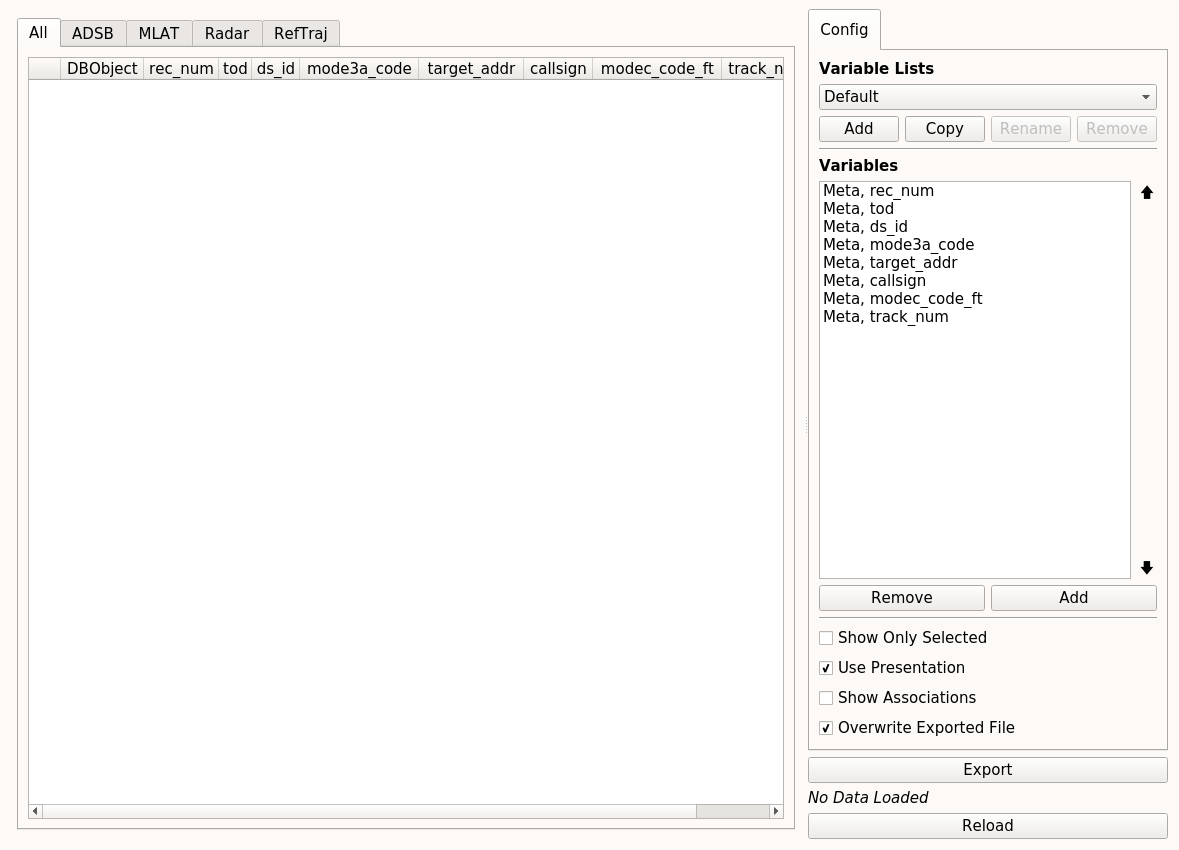 All ADSB MLAT Radar RefTraj
DBObject rec_num tod ds_id mode3a_code target_addr callsign modec_code_ft track_n
Config
Variable Lists
Default
Add Copy Rename Remove
Variables
Meta, rec_num
Meta, tod
Meta, ds_id
Meta, mode3a_code
Meta, target_addr
Meta, callsign
Meta, modec_code_ft
Meta, track_num
Remove Add
Show Only Selected
Use Presentation
Show Associations
Overwrite Exported File
Export
No Data Loaded
Reload